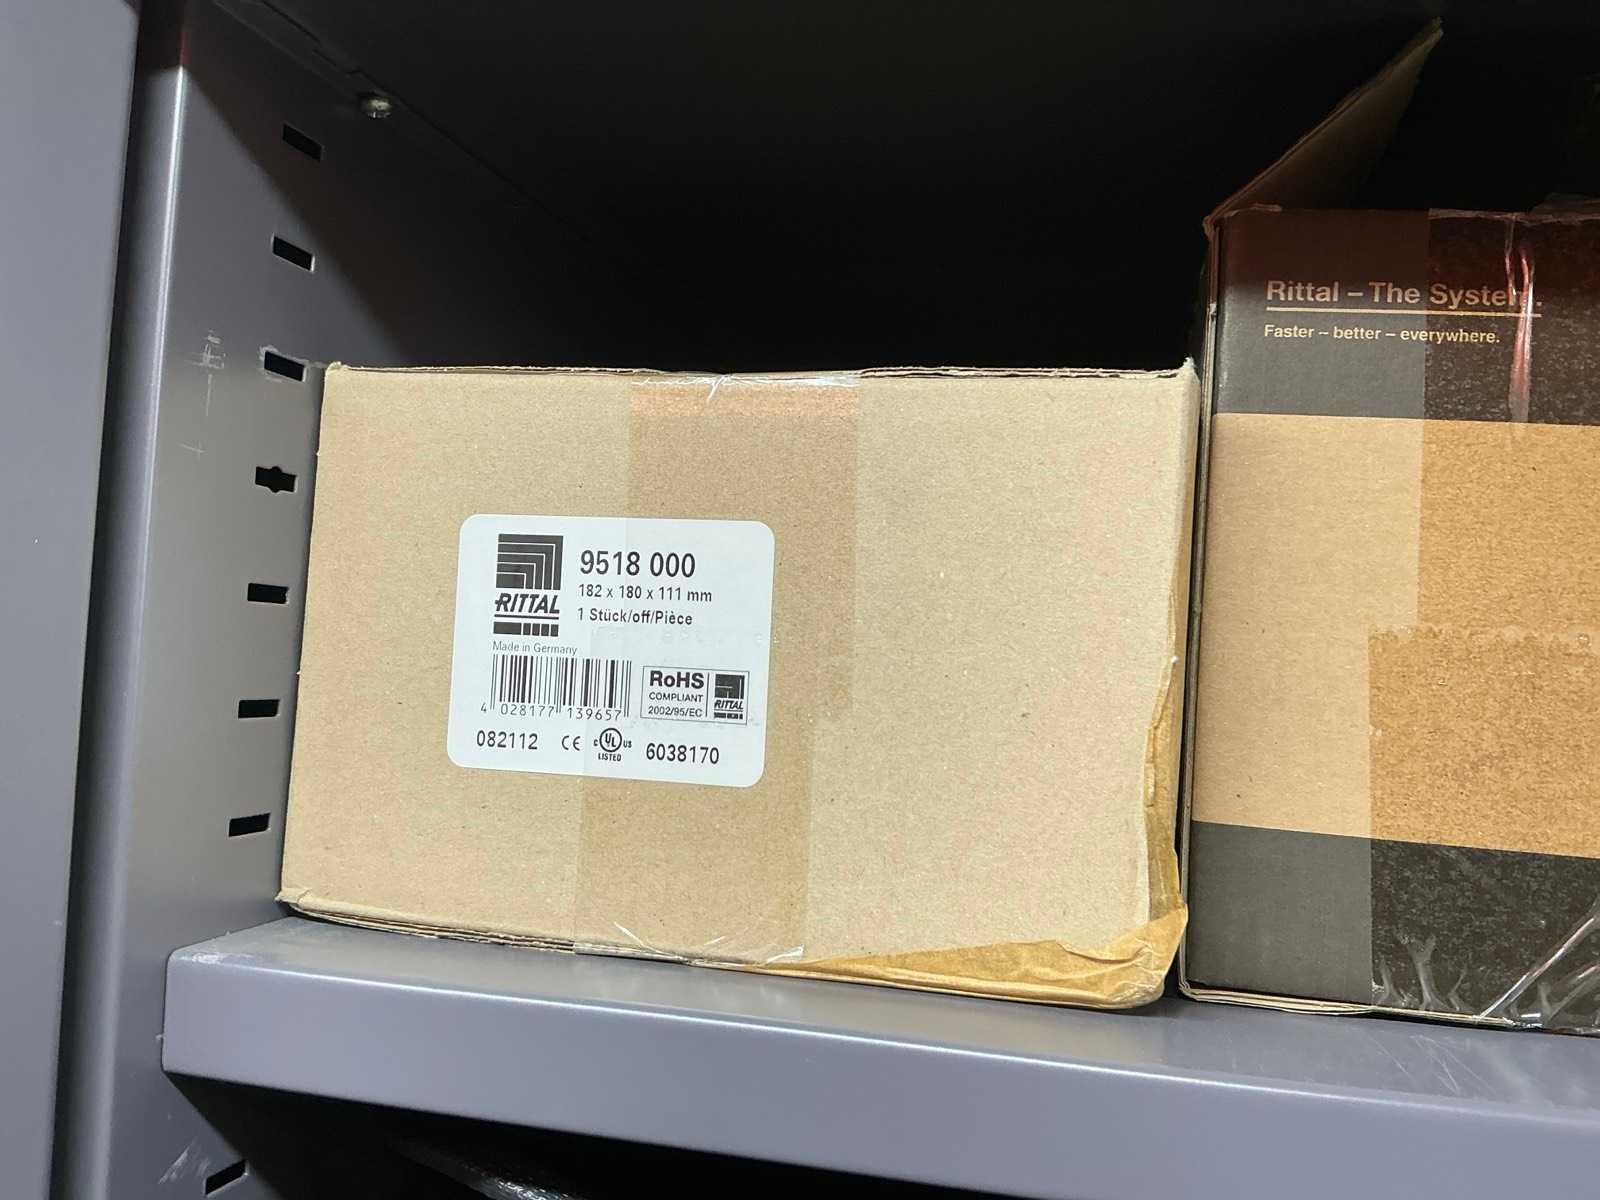 9518 000
182 x 180 x 111 mm
1 Stück/off/Pièce
RITTAL
Made in Germany
4 028177 139657
RoHS
COMPLIANT
2002/95/EC
RITTAL
082112 CE c UL US LISTED 6038170
Rittal – The System.
Faster – better – everywhere.